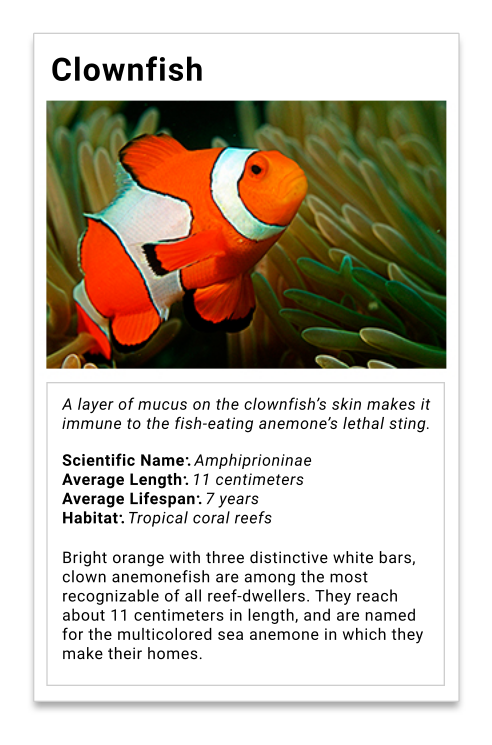 Clownfish
A layer of mucus on the clownfish’s skin makes it
immune to the fish-eating anemone’s lethal sting.
Scientific Name: Amphiprioninae
Average Length: 11 centimeters
Average Lifespan: 7 years
Habitat: Tropical coral reefs
Bright orange with three distinctive white bars,
clown anemonefish are among the most
recognizable of all reef-dwellers. They reach
about 11 centimeters in length, and are named
for the multicolored sea anemone in which they
make their homes.